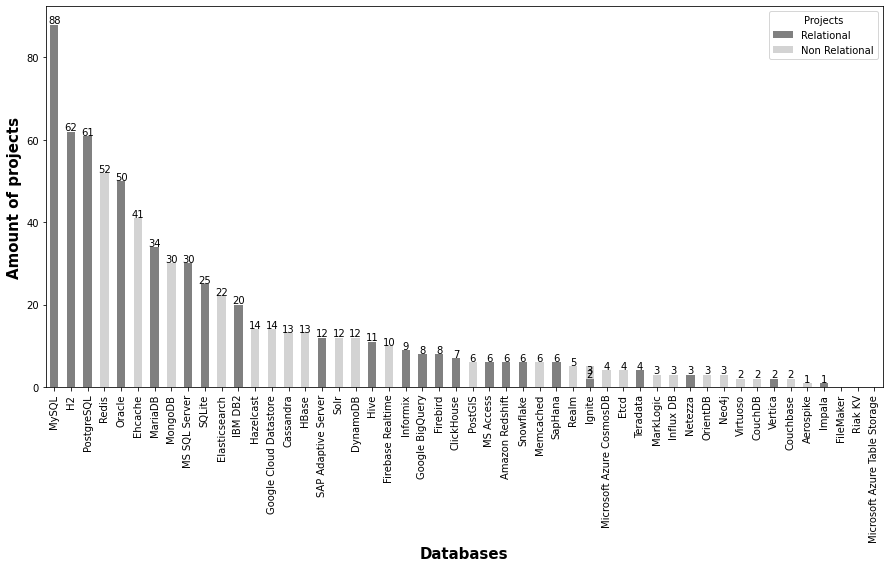 Projects
Relational
Non Relational
Amount of projects
80
60
40
20
0
88
62
61
52
50
41
34
30
30
25
22
20
14
14
13
13
12
12
12
11
10
9
8
8
7
6
6
6
6
6
6
5
3
2
4
4
4
3
3
3
3
3
2
2
2
2
1
1
MySQL
H2
PostgreSQL
Redis
Oracle
Ehcache
MariaDB
MongoDB
MS SQL Server
SQLite
Elasticsearch
IBM DB2
Hazelcast
Google Cloud Datastore
Cassandra
HBase
SAP Adaptive Server
Solr
DynamoDB
Hive
Firebase Realtime
Informix
Google BigQuery
Firebird
ClickHouse
PostGIS
MS Access
Amazon Redshift
Snowflake
Memcached
SapHana
Realm
Ignite
Microsoft Azure CosmosDB
Etcd
Teradata
MarkLogic
Influx DB
Netezza
OrientDB
Neo4j
Virtuoso
CouchDB
Vertica
Couchbase
Aerospike
Impala
FileMaker
Riak KV
Microsoft Azure Table Storage
Databases